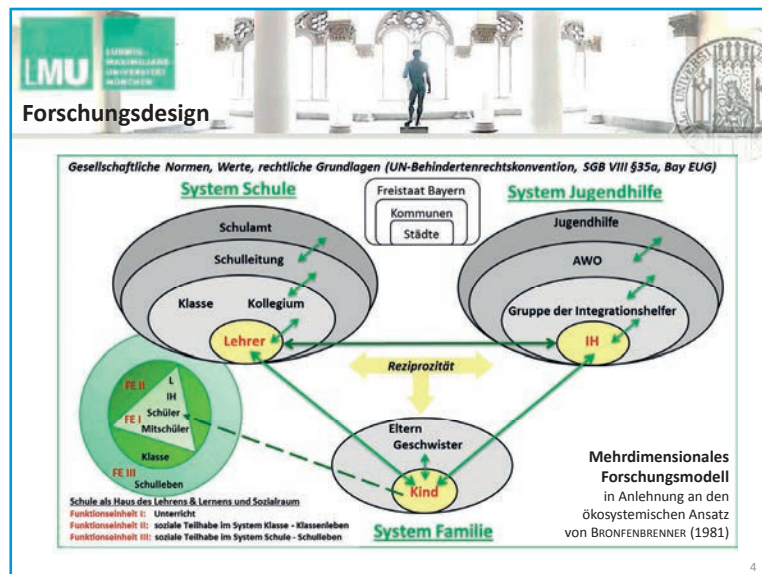 LMU
LUDWIG-
MAXIMILIANS-
UNIVERSITÄT
MÜNCHEN
Forschungsdesign
Gesellschaftliche Normen, Werte, rechtliche Grundlagen (UN-Behindertenrechtskonvention, SGB VIII §35a, Bay EUG)
System Schule
Freistaat Bayern
Kommunen
Städte
System Jugendhilfe
Schulamt
Schulleitung
Klasse Kollegium
Lehrer
Jugendhilfe
AWO
Gruppe der Integrationshelfer
IH
Reziprozität
FE II
L
IH
Schüler
FE I
Mitschüler
Klasse
FE III
Schulleben
Eltern
Geschwister
Kind
System Familie
Schule als Haus des Lehrens & Lernens und Sozialraum
Funktionseinheit I: Unterricht
Funktionseinheit II: soziale Teilhabe im System Klasse - Klassenleben
Funktionseinheit III: soziale Teilhabe im System Schule - Schulleben
Mehrdimensionales
Forschungsmodell
in Anlehnung an den
ökosystemischen Ansatz
von BRONFENBRENNER (1981)
4